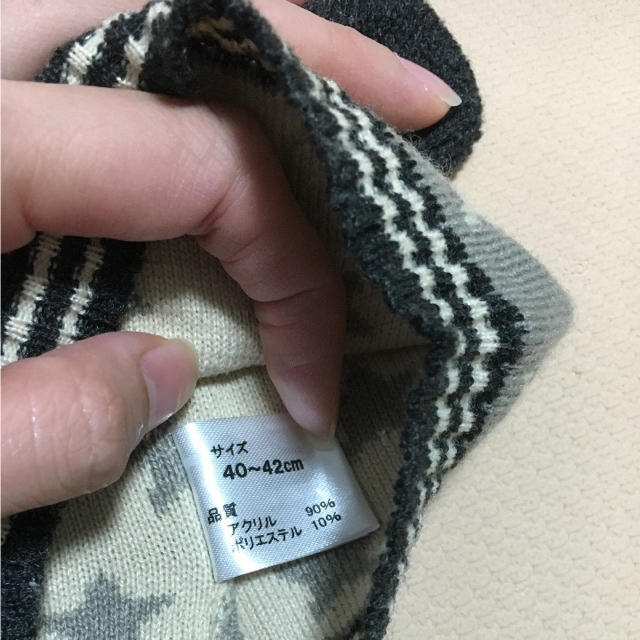 サイズ
40～42cm
品質
アクリル 90%
ポリエステル 10%